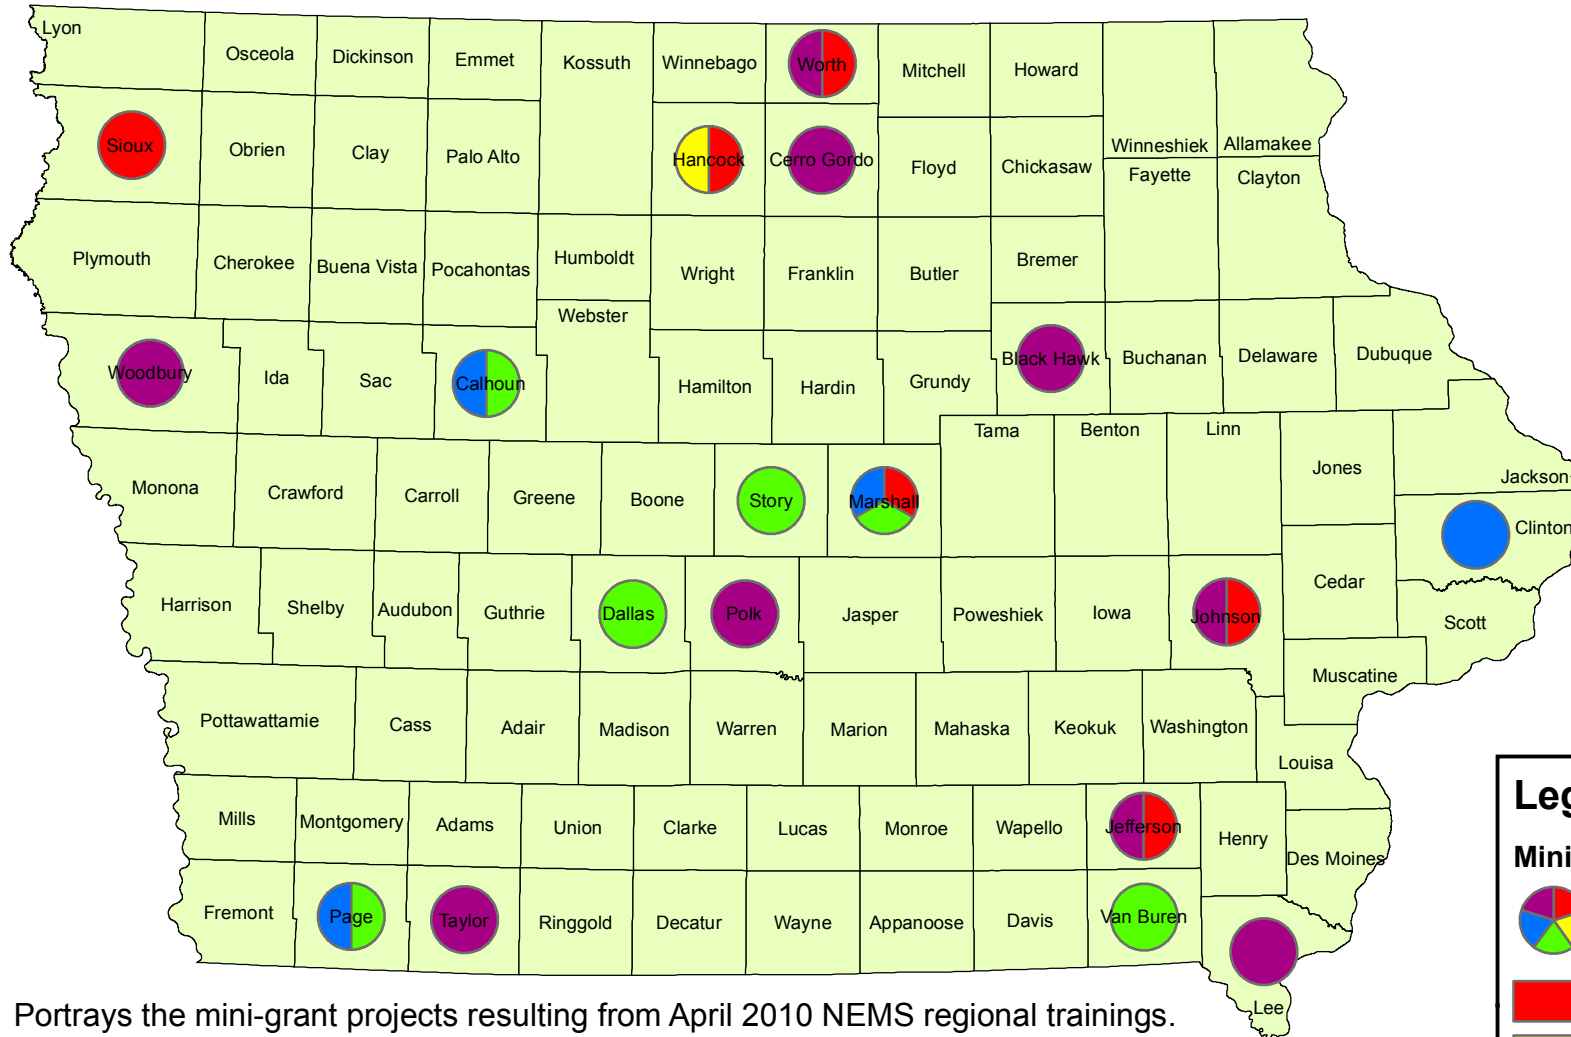 Lyon
Osceola
Dickinson
Emmet
Kossuth
Winnebago
Worth
Mitchell
Howard
Winneshiek
Allamakee
Sioux
Obrien
Clay
Palo Alto
Hancock
Cerro Gordo
Floyd
Chickasaw
Fayette
Clayton
Plymouth
Cherokee
Buena Vista
Pocahontas
Humboldt
Wright
Franklin
Butler
Bremer
Webster
Woodbury
Ida
Sac
Calhoun
Hamilton
Hardin
Grundy
Black Hawk
Buchanan
Delaware
Dubuque
Tama
Benton
Linn
Jones
Jackson
Monona
Crawford
Carroll
Greene
Boone
Story
Marshall
Clinton
Cedar
Harrison
Shelby
Audubon
Guthrie
Dallas
Polk
Jasper
Poweshiek
Iowa
Johnson
Scott
Muscatine
Pottawattamie
Cass
Adair
Madison
Warren
Marion
Mahaska
Keokuk
Washington
Louisa
Mills
Montgomery
Adams
Union
Clarke
Lucas
Monroe
Wapello
Jefferson
Henry
Des Moines
Fremont
Page
Taylor
Ringgold
Decatur
Wayne
Appanoose
Davis
Van Buren
Lee
Leg
Mini
Portrays the mini-grant projects resulting from April 2010 NEMS regional trainings.